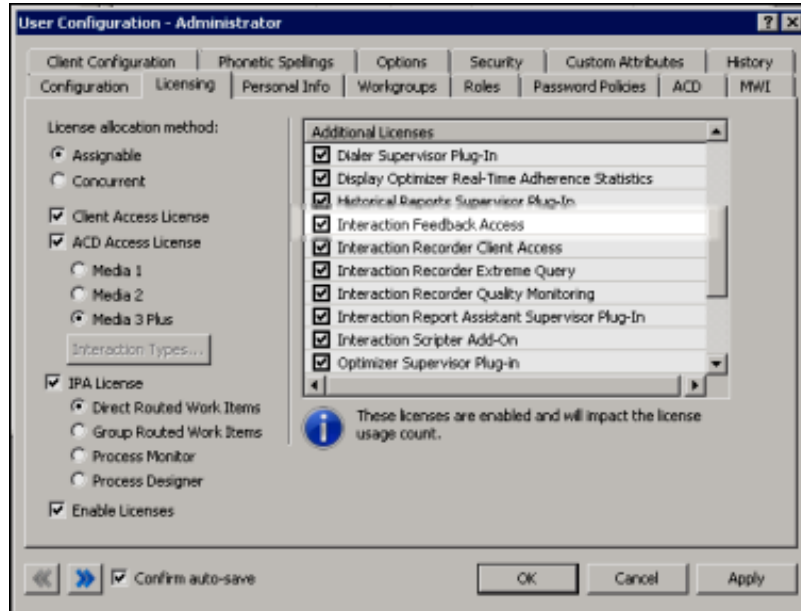 User Configuration - Administrator
Client Configuration Phonetic Spellings Options Security Custom Attributes History
Configuration Licensing Personal Info Workgroups Roles Password Policies ACD MWI
License allocation method:
Assignable
Concurrent
Client Access License
ACD Access License
Media 1
Media 2
Media 3 Plus
Interaction Types...
IPA License
Direct Routed Work Items
Group Routed Work Items
Process Monitor
Process Designer
Enable Licenses
Additional Licenses
Dialer Supervisor Plug-In
Display Optimizer Real-Time Adherence Statistics
Historical Reports Supervisor Plug-In
Interaction Feedback Access
Interaction Recorder Client Access
Interaction Recorder Extreme Query
Interaction Recorder Quality Monitoring
Interaction Report Assistant Supervisor Plug-In
Interaction Scripter Add-On
Optimizer Supervisor Plug-in
These licenses are enabled and will impact the license
usage count.
Confirm auto-save
OK Cancel Apply